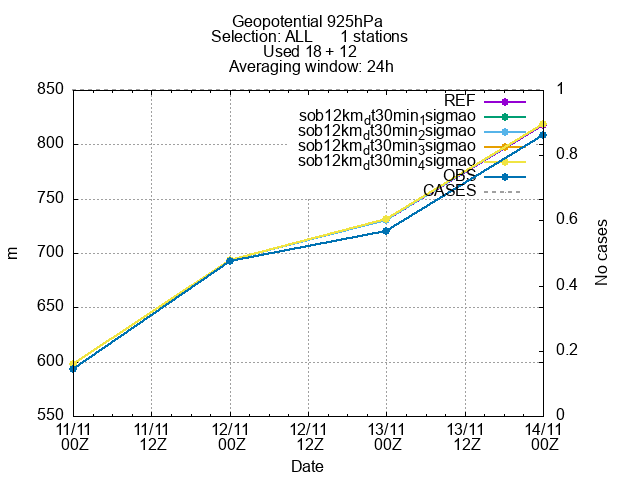 Geopotential 925hPa
Selection: ALL 1 stations
Used 18 + 12
Averaging window: 24h
850
800
750
700
650
600
550
m
1
0.8
0.6
0.4
0.2
0
No cases
REF
sob12km_dt30min_1sigmao
sob12km_dt30min_2sigmao
sob12km_dt30min_3sigmao
sob12km_dt30min_4sigmao
OBS
CASES
11/11 11/11 12/11 12/11 13/11 13/11 14/11
00Z 12Z 00Z 12Z 00Z 12Z 00Z
Date